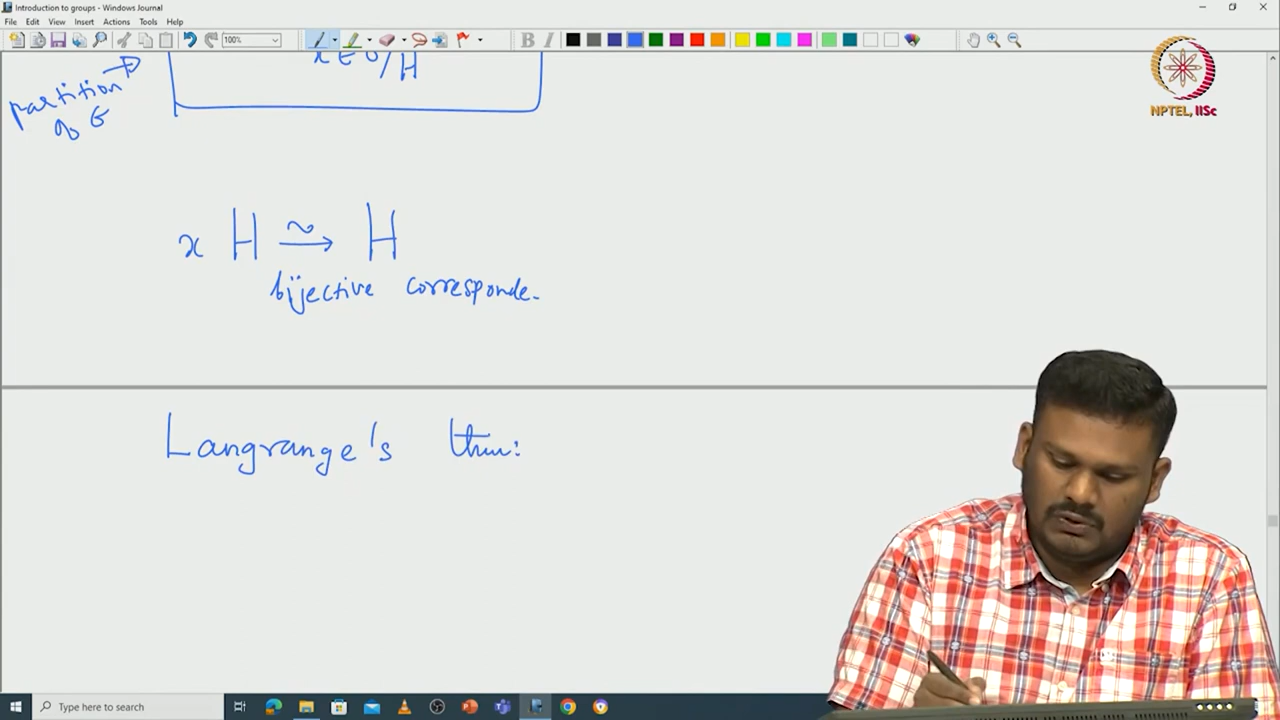 Introduction to groups - Windows Journal
File Edit View Insert Actions Tools Help
100%
B I
NPTEL, IISc
x ∈ G/H
partition
of G
x H ≃→ H
bijective corresponde.
Langrange's thm:
Type here to search